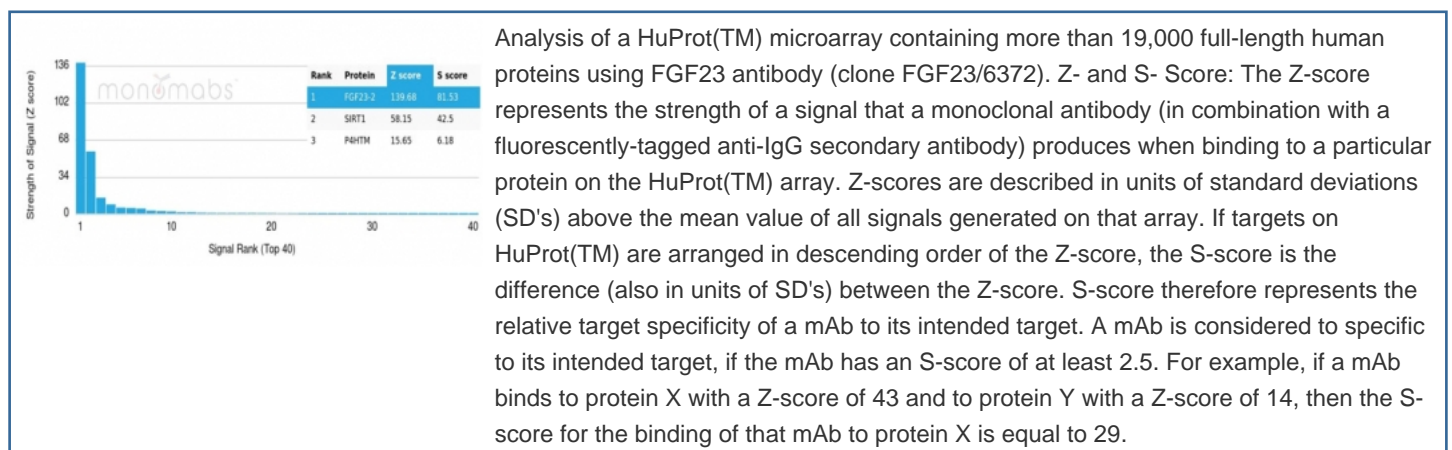 136
102
68
34
0
Strength of Signal (Z score)
monomabs
Rank Protein Z score S score
1 FGF23-2 139.68 81.53
2 SIRT1 58.15 42.5
3 P4HTM 15.65 6.18
1 10 20 30 40
Signal Rank (Top 40)
Analysis of a HuProt(TM) microarray containing more than 19,000 full-length human
proteins using FGF23 antibody (clone FGF23/6372). Z- and S- Score: The Z-score
represents the strength of a signal that a monoclonal antibody (in combination with a
fluorescently-tagged anti-IgG secondary antibody) produces when binding to a particular
protein on the HuProt(TM) array. Z-scores are described in units of standard deviations
(SD's) above the mean value of all signals generated on that array. If targets on
HuProt(TM) are arranged in descending order of the Z-score, the S-score is the
difference (also in units of SD's) between the Z-score. S-score therefore represents the
relative target specificity of a mAb to its intended target. A mAb is considered to specific
to its intended target, if the mAb has an S-score of at least 2.5. For example, if a mAb
binds to protein X with a Z-score of 43 and to protein Y with a Z-score of 14, then the S-
score for the binding of that mAb to protein X is equal to 29.